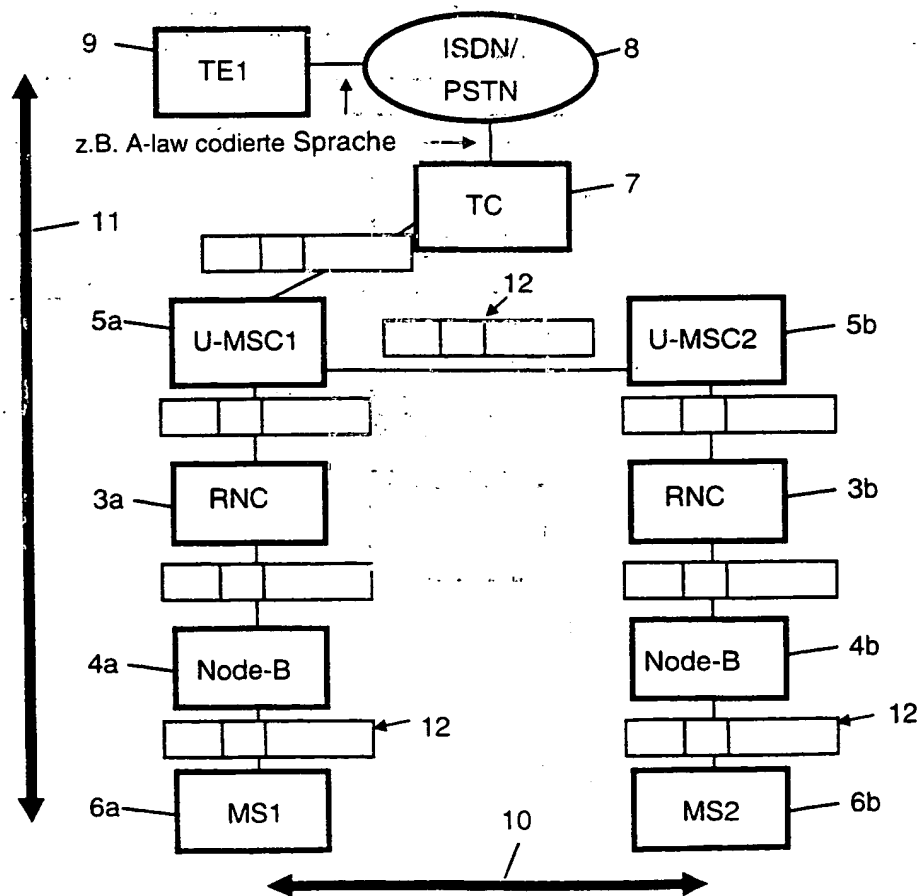 9
TE1
ISDN/
PSTN
8
z.B. A-law codierte Sprache
TC
7
11
12
5a
U-MSC1
U-MSC2
5b
3a
RNC
RNC
3b
4a
Node-B
Node-B
4b
12
12
6a
MS1
MS2
6b
10